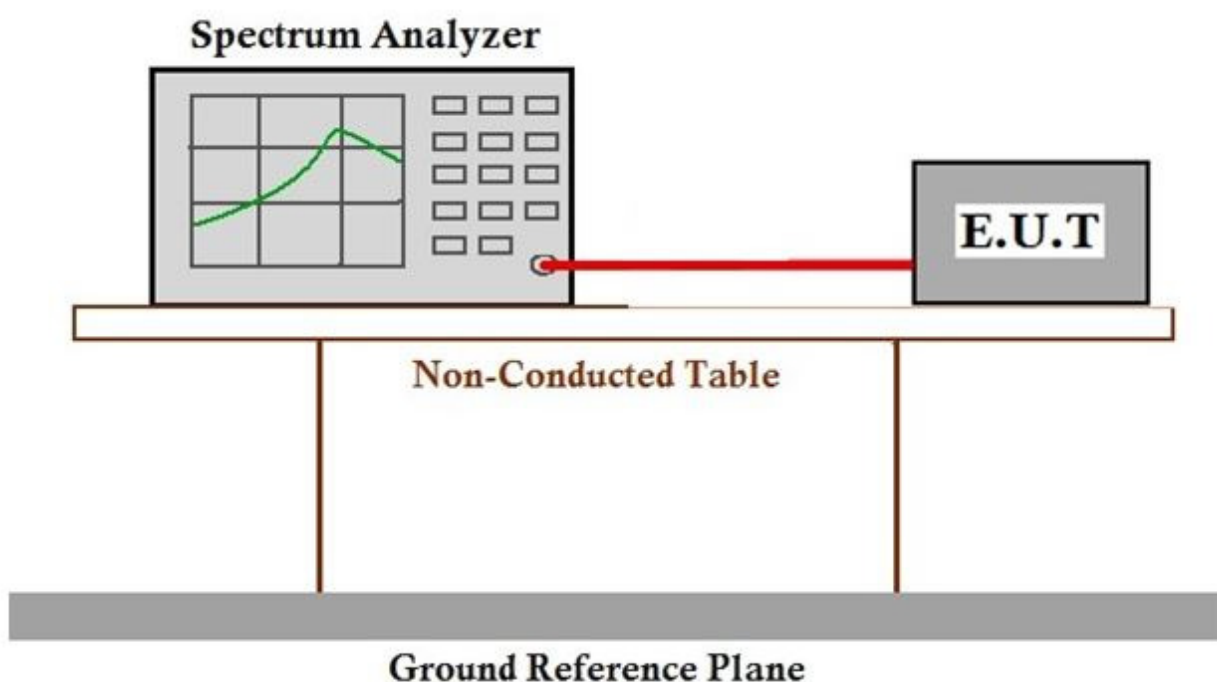 Spectrum Analyzer
E.U.T
Non-Conducted Table
Ground Reference Plane